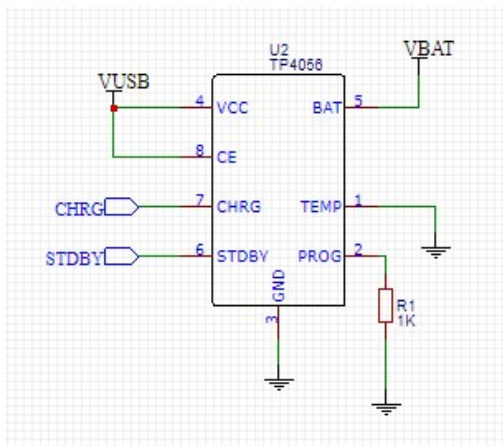 U2
TP4056
VBAT
VUSB
4
VCC
BAT
5
8
CE
CHRG
7
CHRG
TEMP
1
STDBY
6
STDBY
PROG
2
GND
3
R1
1K